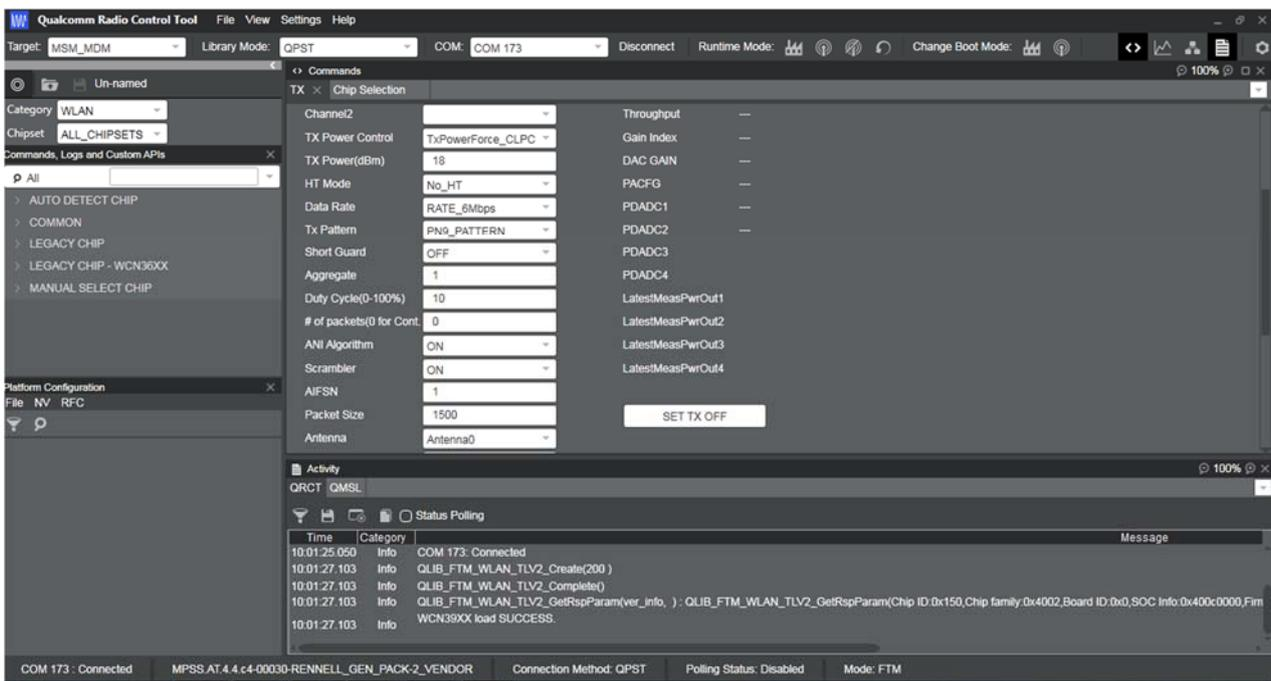 Qualcomm Radio Control Tool File View Settings Help
Target: MSM_MDM Library Mode: QPST COM: COM 173 Disconnect Runtime Mode: Change Boot Mode:
Un-named
Category WLAN
Chipset ALL_CHIPSETS
Commands, Logs and Custom APIs
All
AUTO DETECT CHIP
COMMON
LEGACY CHIP
LEGACY CHIP - WCN36XX
MANUAL SELECT CHIP
Platform Configuration
File NV RFC
Commands 100%
TX Chip Selection
Channel2 Throughput ---
TX Power Control TxPowerForce_CLPC Gain Index ---
TX Power(dBm) 18 DAC GAIN ---
HT Mode No_HT PACFG ---
Data Rate RATE_6Mbps PDADC1 ---
Tx Pattern PN9_PATTERN PDADC2 ---
Short Guard OFF PDADC3
Aggregate 1 PDADC4
Duty Cycle(0-100%) 10 LatestMeasPwrOut1
# of packets(0 for Cont. 0 LatestMeasPwrOut2
ANI Algorithm ON LatestMeasPwrOut3
Scrambler ON LatestMeasPwrOut4
AIFSN 1
Packet Size 1500 SET TX OFF
Antenna Antenna0
Activity 100%
QRCT QMSL
Status Polling
Time Category Message
10:01:25.050 Info COM 173: Connected
10:01:27.103 Info QLIB_FTM_WLAN_TLV2_Create(200 )
10:01:27.103 Info QLIB_FTM_WLAN_TLV2_Complete()
10:01:27.103 Info QLIB_FTM_WLAN_TLV2_GetRspParam(ver_info, ) : QLIB_FTM_WLAN_TLV2_GetRspParam(Chip ID:0x150,Chip family:0x4002,Board ID:0x0,SOC Info:0x400c0000,Firn
10:01:27.103 Info WCN39XX load SUCCESS.
COM 173 : Connected MPSS.AT.4.4.c4-00030-RENNELL_GEN_PACK-2_VENDOR Connection Method: QPST Polling Status: Disabled Mode: FTM